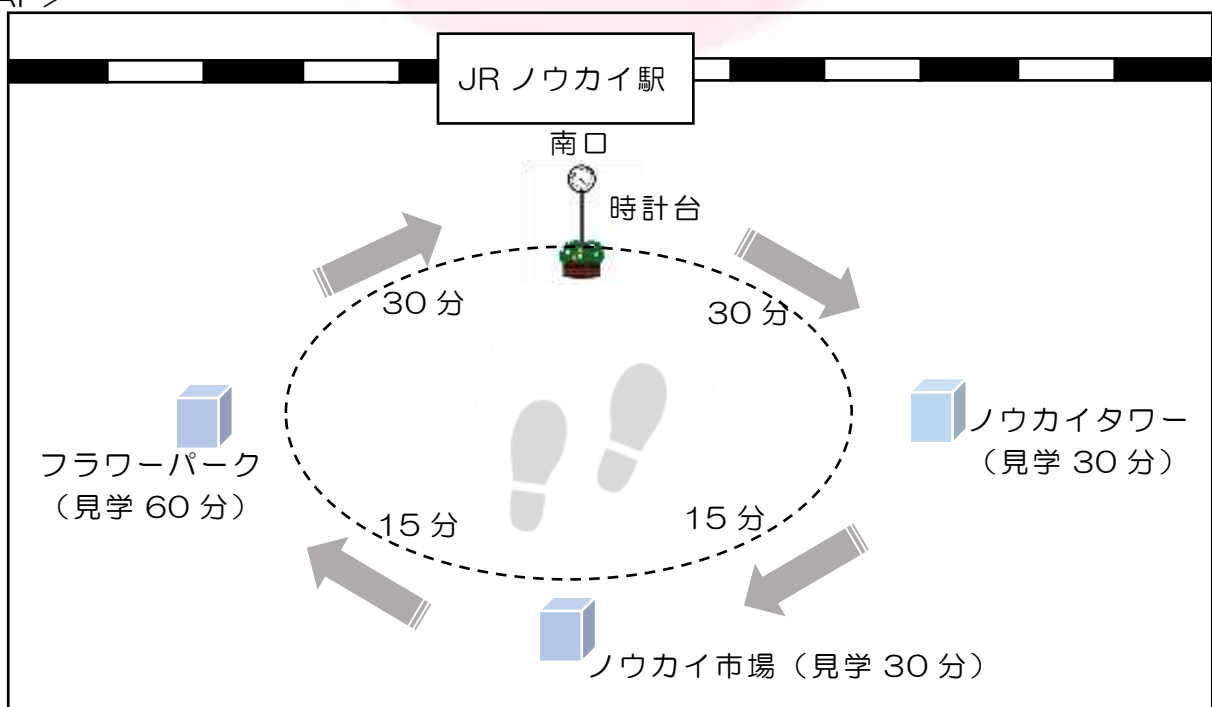 JR ノウカイ駅
南口
時計台
30 分
30 分
ノウカイタワー
（見学 30 分）
フラワーパーク
（見学 60 分）
15 分
15 分
ノウカイ市場（見学 30 分）